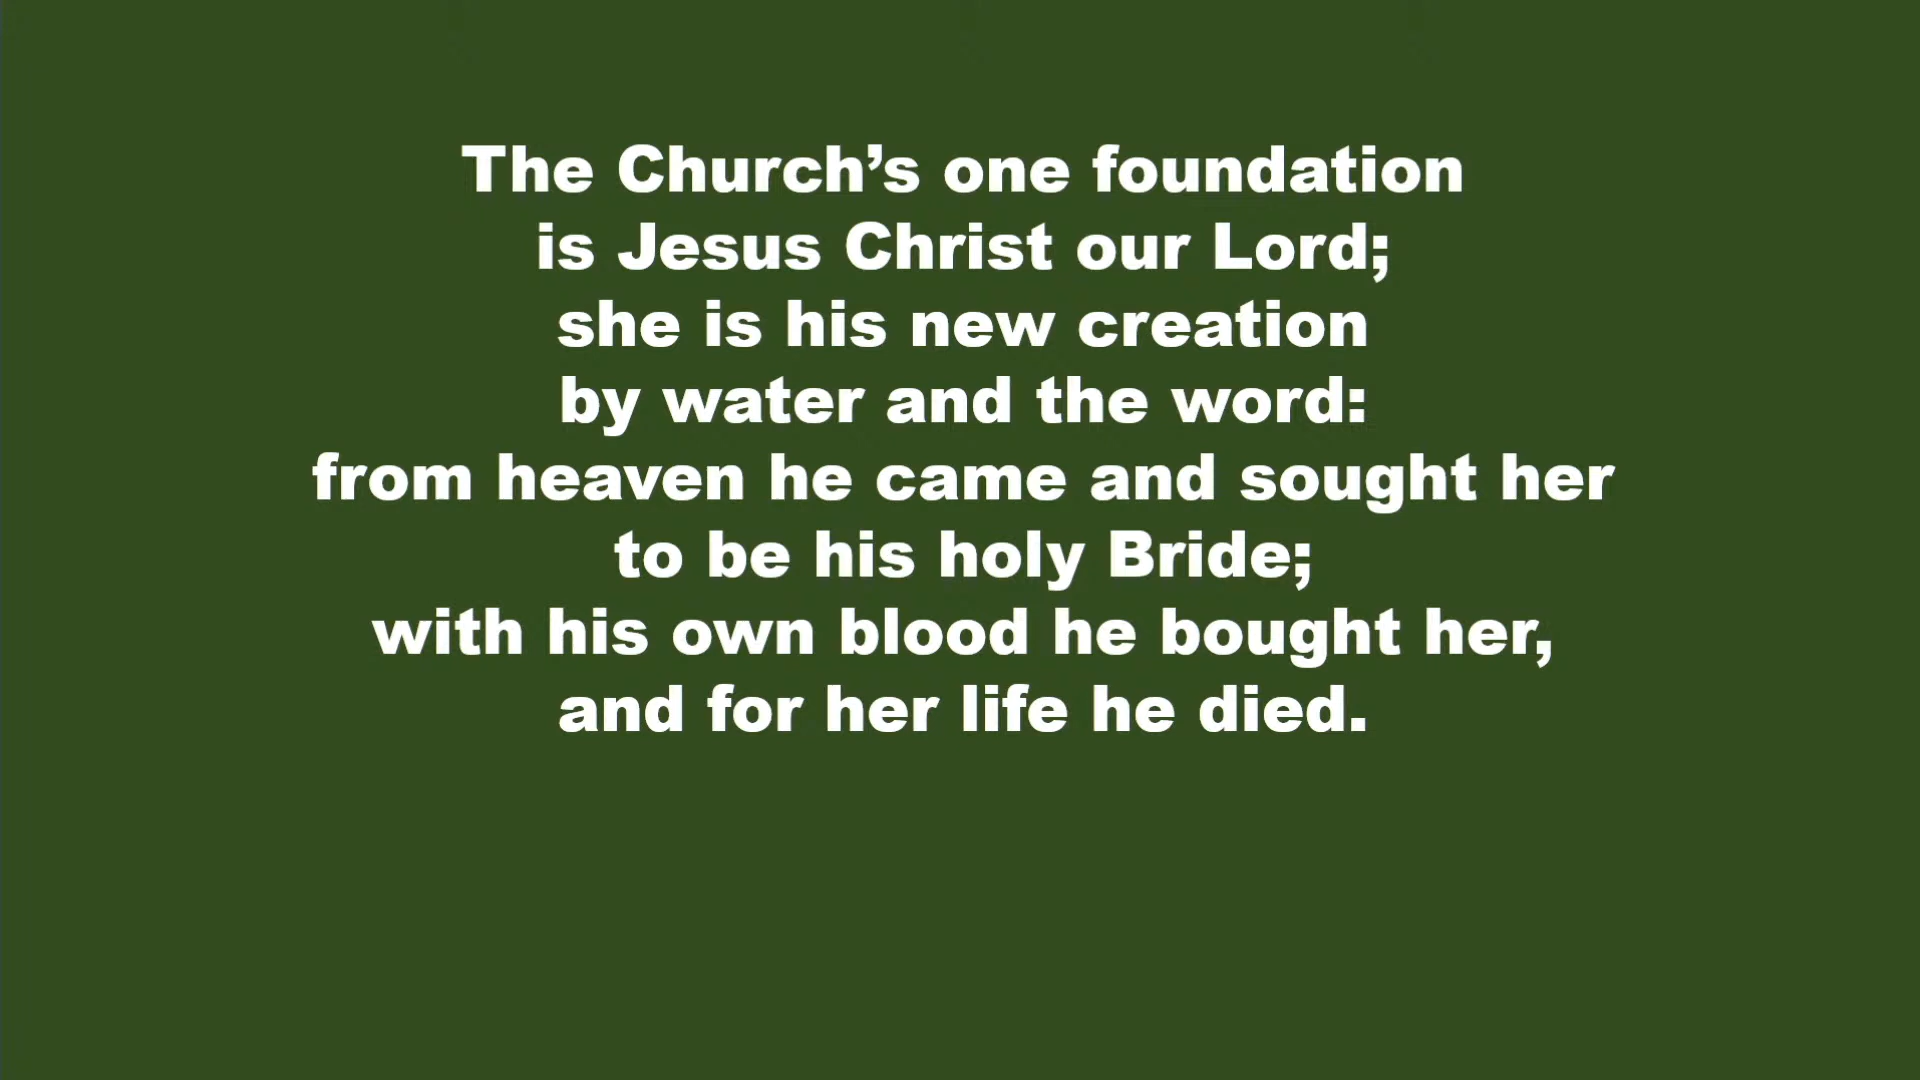 The Church’s one foundation
is Jesus Christ our Lord;
she is his new creation
by water and the word:
from heaven he came and sought her
to be his holy Bride;
with his own blood he bought her,
and for her life he died.